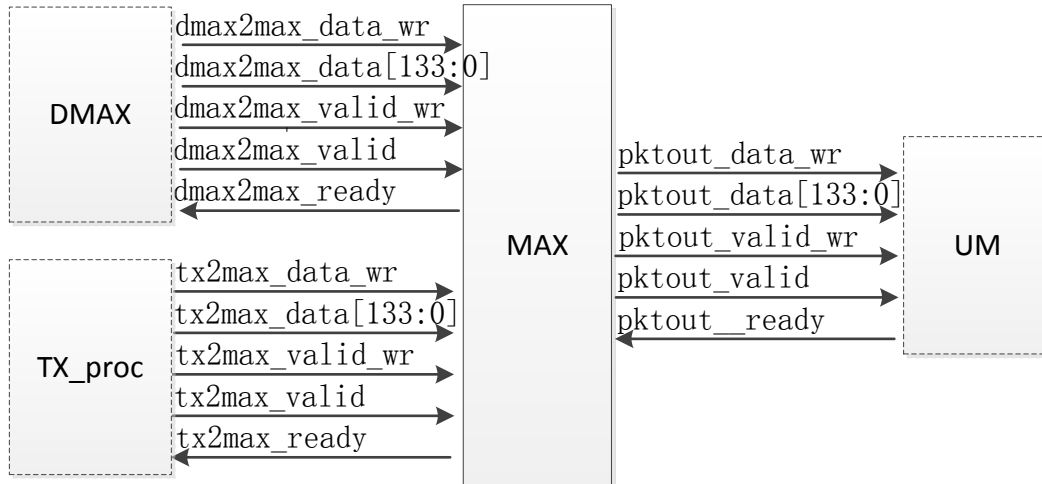 DMAX
dmax2max_data_wr
dmax2max_data[133:0]
dmax2max_valid_wr
dmax2max_valid
dmax2max_ready
TX_proc
tx2max_data_wr
tx2max_data[133:0]
tx2max_valid_wr
tx2max_valid
tx2max_ready
MAX
pktout_data_wr
pktout_data[133:0]
pktout_valid_wr
pktout_valid
pktout__ready
UM